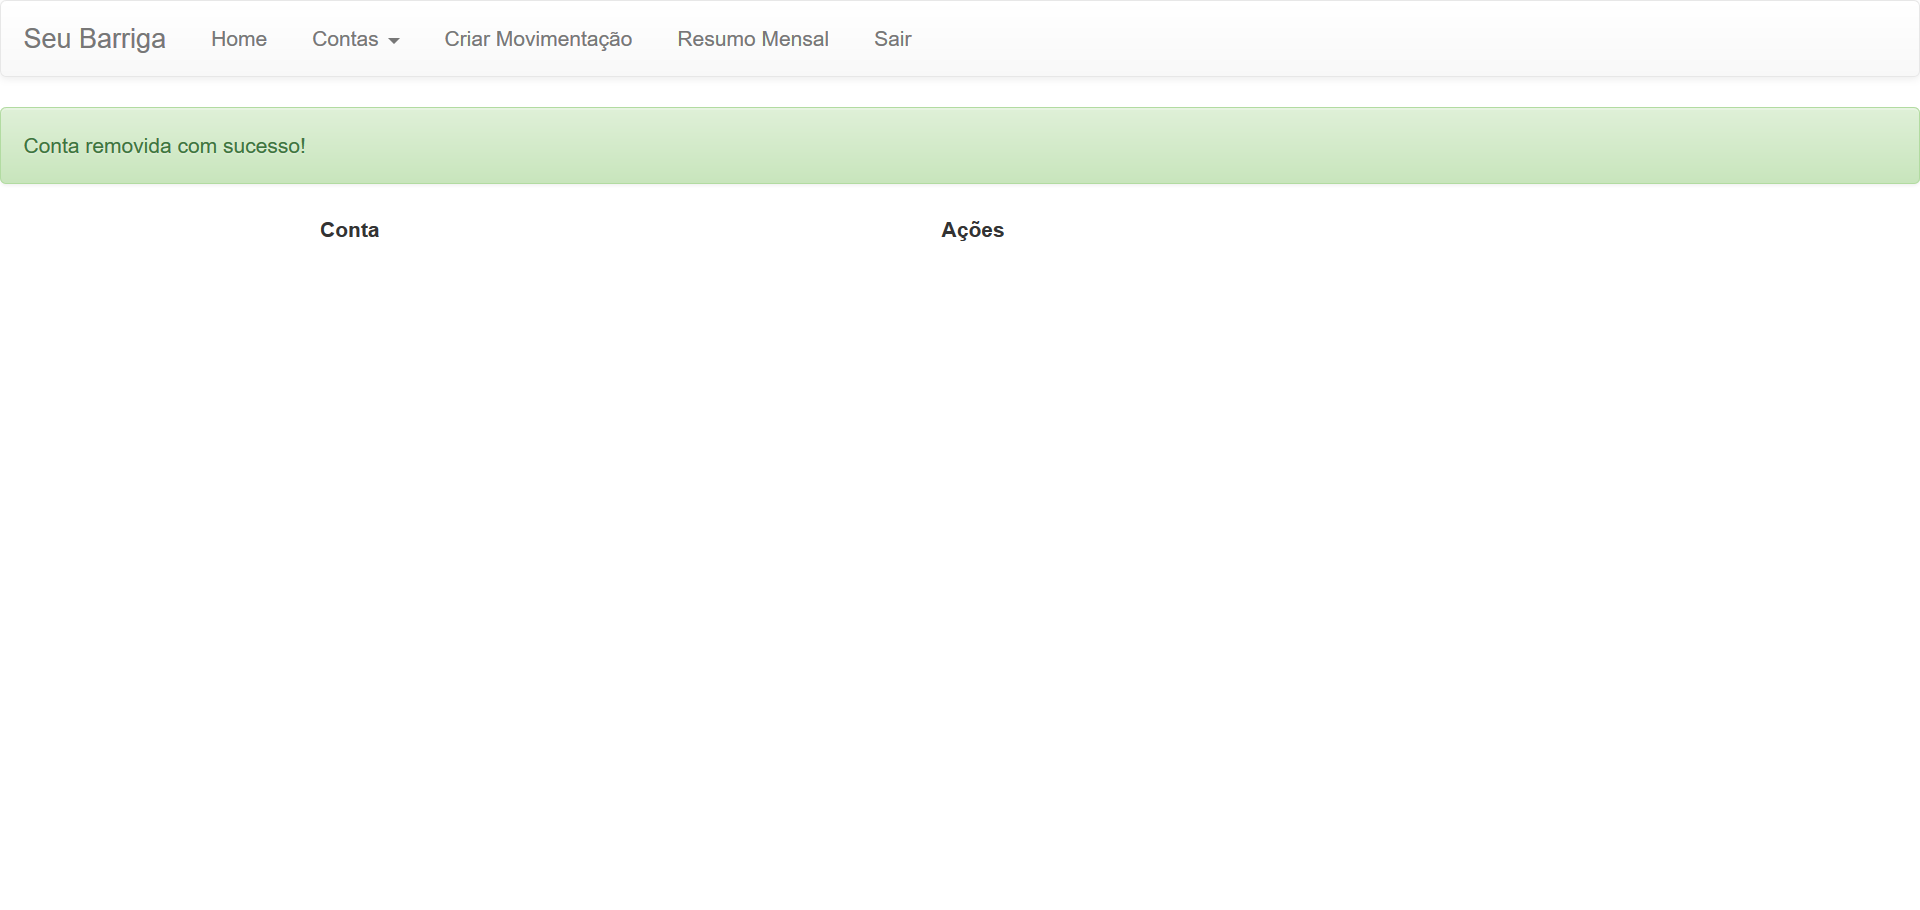 Seu Barriga Home Contas Criar Movimentação Resumo Mensal Sair
Conta removida com sucesso!
Conta Ações